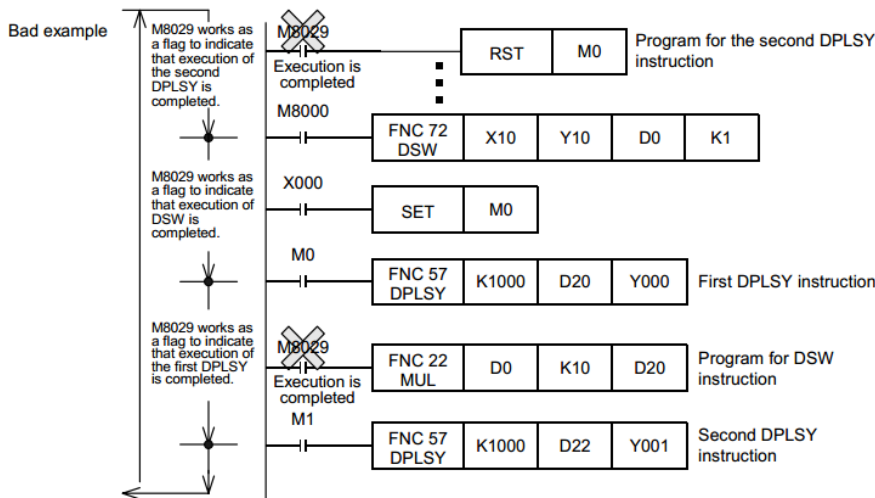 Bad example
M8029 works as
a flag to indicate
that execution of
the second
DPLSY is
completed.
M8029
Execution is
completed
RST M0
Program for the second DPLSY
instruction
M8000
FNC 72
DSW
X10 Y10 D0 K1
M8029 works as
a flag to indicate
that execution of
DSW is
completed.
X000
SET M0
M0
FNC 57
DPLSY
K1000 D20 Y000
First DPLSY instruction
M8029 works as
a flag to indicate
that execution of
the first DPLSY
is completed.
M8029
Execution is
completed
FNC 22
MUL
D0 K10 D20
Program for DSW
instruction
M1
FNC 57
DPLSY
K1000 D22 Y001
Second DPLSY
instruction